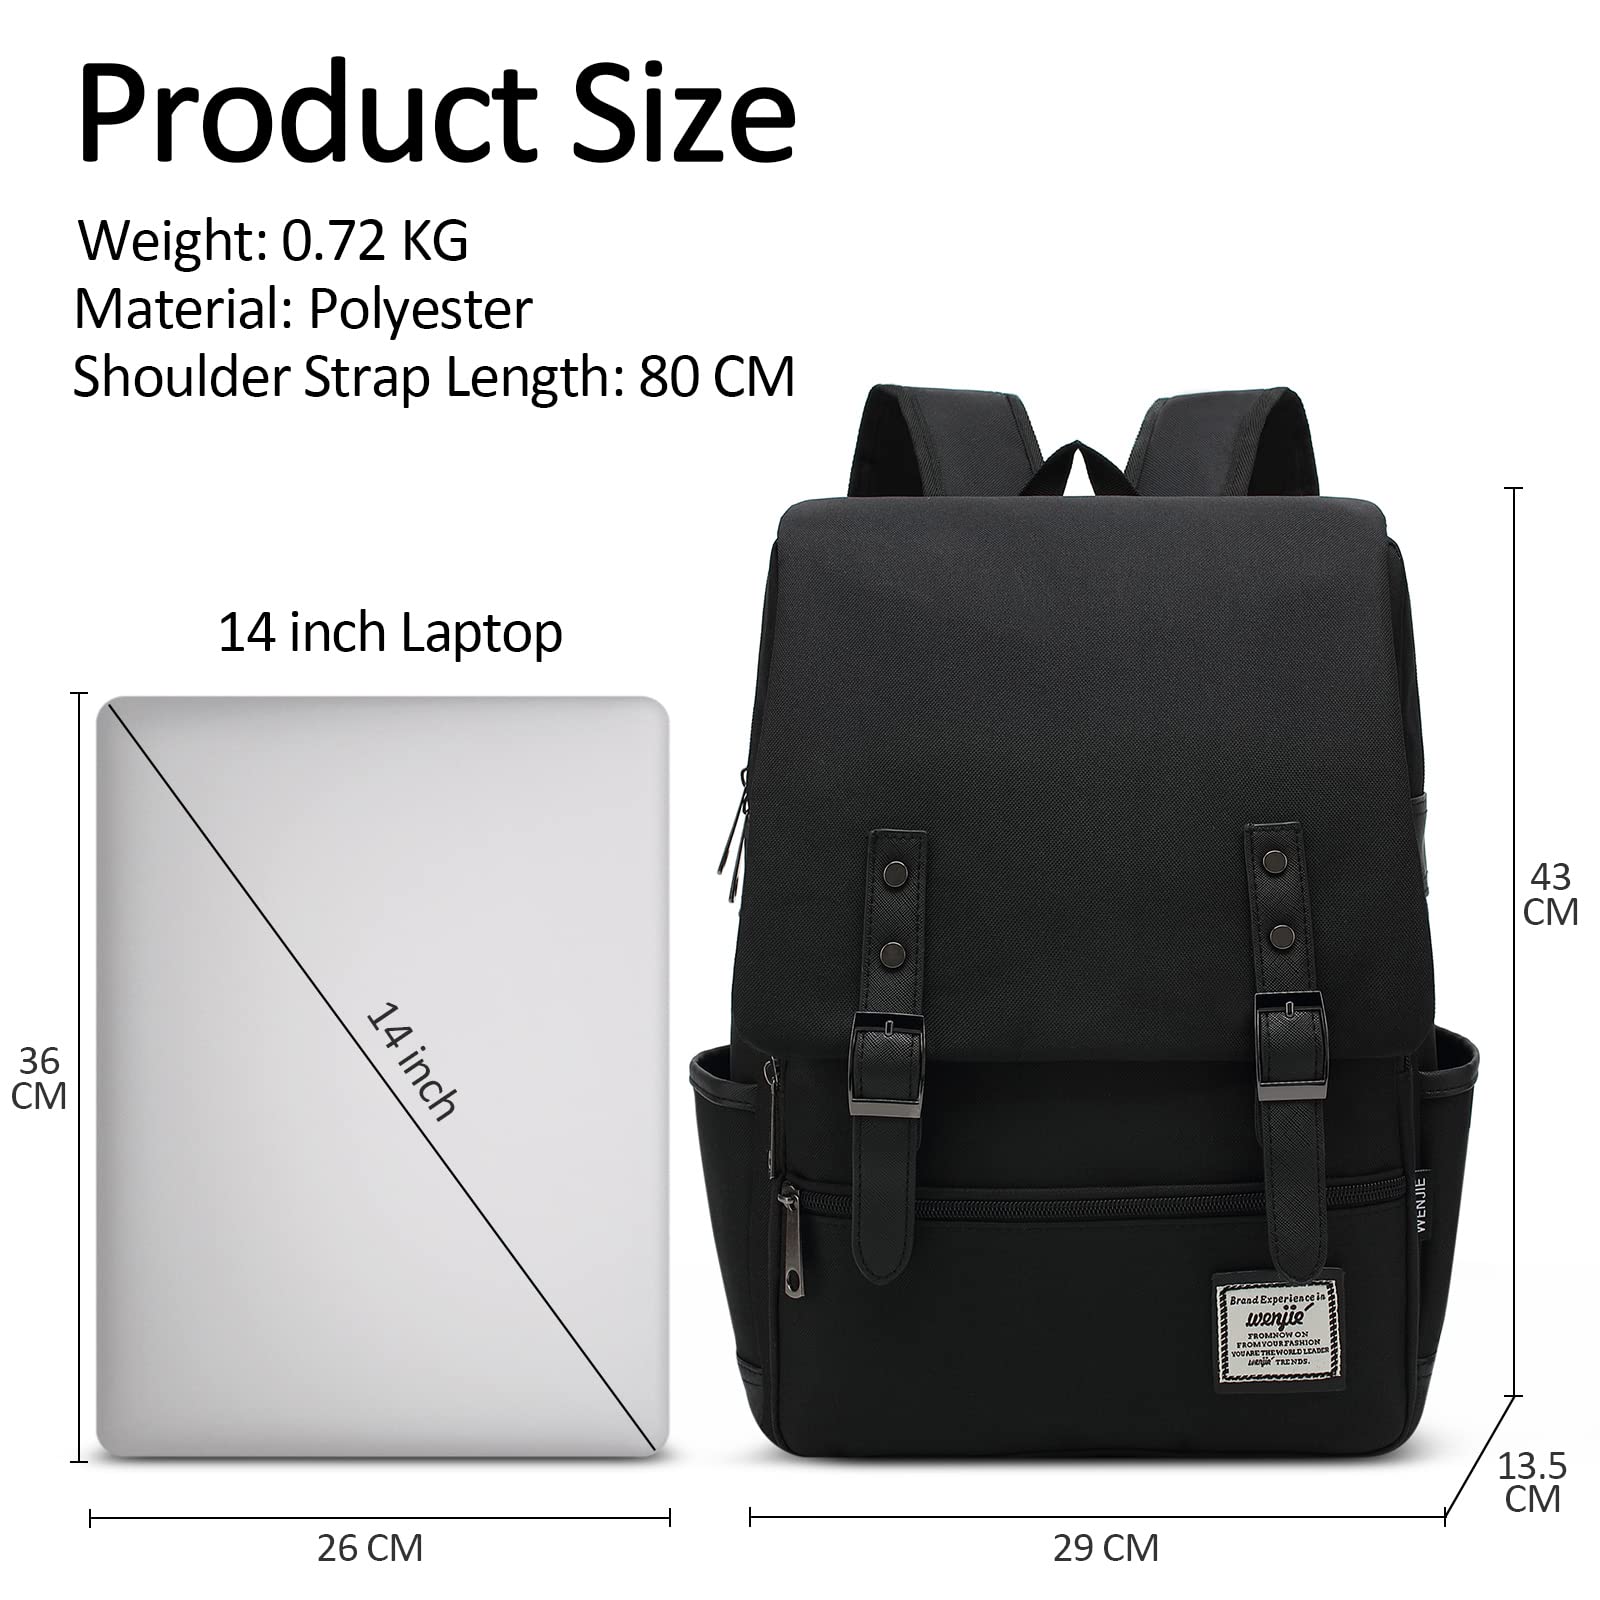 Product Size
Weight: 0.72 KG
Material: Polyester
Shoulder Strap Length: 80 CM
14 inch Laptop
14 inch
36
CM
26 CM
43
CM
13.5
CM
29 CM
WENJIE
Brand Experience in
wenjie
FROMNOW ON
FROMYOURFASHION
YOUARE THEWORLD LEADER
wenjie TRENDS.